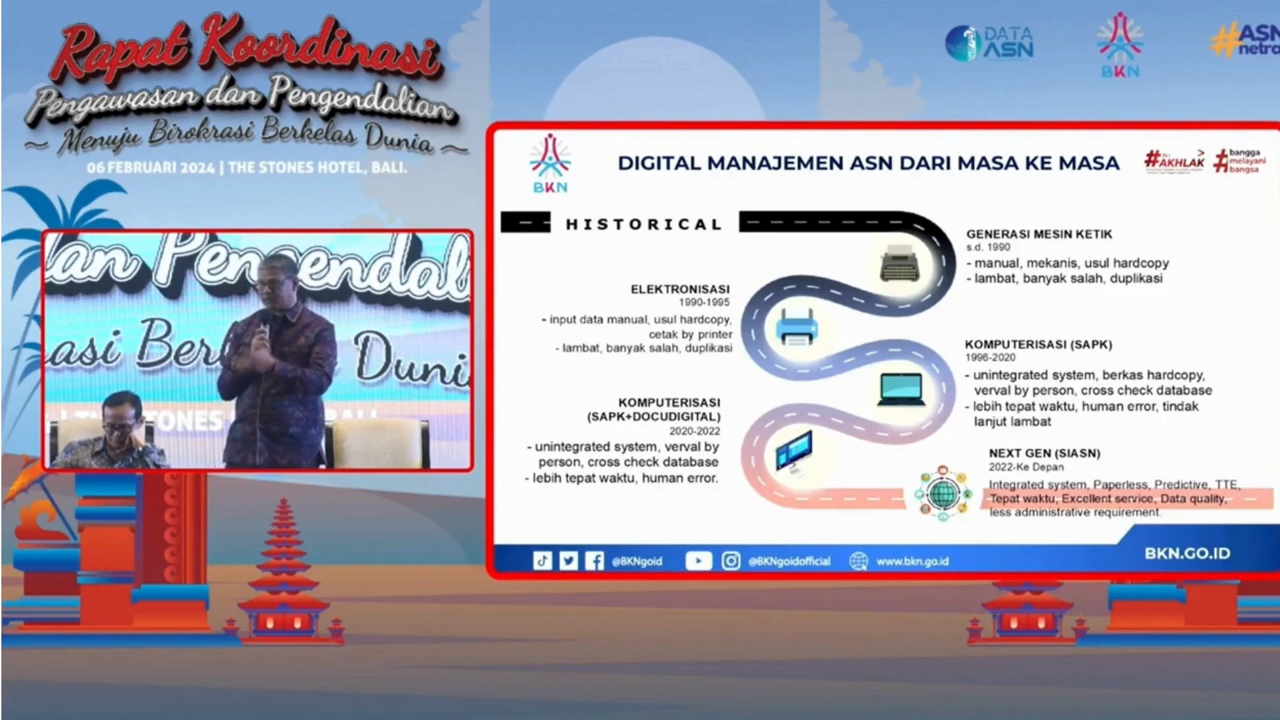 Rapat Koordinasi
Pengawasan dan Pengendalian
~ Menuju Birokrasi Berkelas Dunia ~
06 FEBRUARI 2024 | THE STONES HOTEL, BALI.
DATA
ASN
BKN
#ASN
netra
dan Pengendal
asi Ber Dunia
THE STONES
BALI
BKN
DIGITAL MANAJEMEN ASN DARI MASA KE MASA
#
AKHLAK
#bangga
melayani
bangsa
HISTORICAL
GENERASI MESIN KETIK
s.d. 1990
- manual, mekanis, usul hardcopy
- lambat, banyak salah, duplikasi
ELEKTRONISASI
1990-1995
- input data manual, usul hardcopy,
cetak by printer
- lambat, banyak salah, duplikasi
KOMPUTERISASI (SAPK)
1996-2020
- unintegrated system, berkas hardcopy,
verval by person, cross check database
- lebih tepat waktu, human error, tindak
lanjut lambat
KOMPUTERISASI
(SAPK+DOCUDIGITAL)
2020-2022
- unintegrated system, verval by
person, cross check database
- lebih tepat waktu, human error.
NEXT GEN (SIASN)
2022-Ke Depan
Integrated system, Paperless, Predictive, TTE,
Tepat waktu, Excellent service, Data quality,
less administrative requirement.
@BKNgoid
@BKNgoidofficial
www.bkn.go.id
BKN.GO.ID